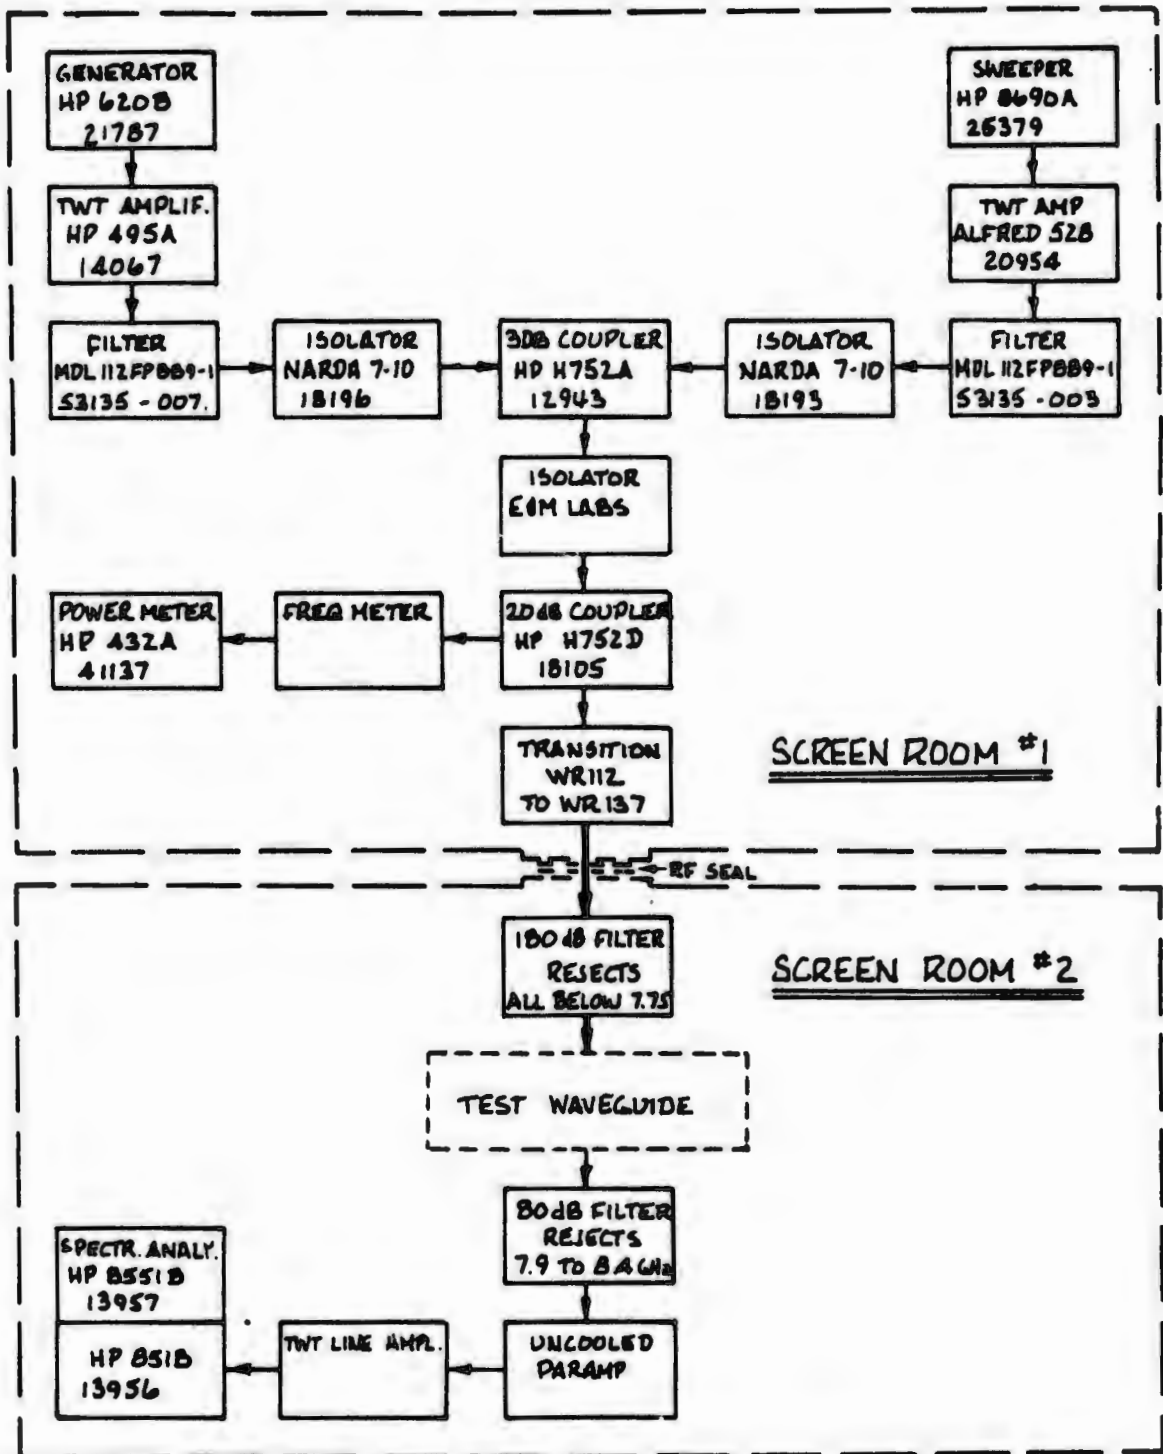 GENERATOR
HP 620B
21787
SWEEPER
HP 8690A
25379
TWT AMPLIF.
HP 495A
14067
TWT AMP
ALFRED 528
20954
FILTER
MDL 112FP889-1
53135-007.
ISOLATOR
NARDA 7-10
18196
3DB COUPLER
HP H752A
12943
ISOLATOR
NARDA 7-10
18193
FILTER
MDL 112FP889-1
53135-003
ISOLATOR
LABS
POWER METER
HP 432A
41137
FREQ METER
20dB COUPLER
HP H752D
18105
TRANSITION
WR112
TO WR137
SCREEN ROOM #1
RF SEAL
180 dB FILTER
REJECTS
ALL BELOW 7.75
SCREEN ROOM #2
TEST WAVEGUIDE
80dB FILTER
REJECTS
7.9 TO 8.4 GHz
SPECTR. ANALY.
HP 8551B
13957
HP 851B
13956
TWT LINE AMPL.
UNCOOLED
PARAMP